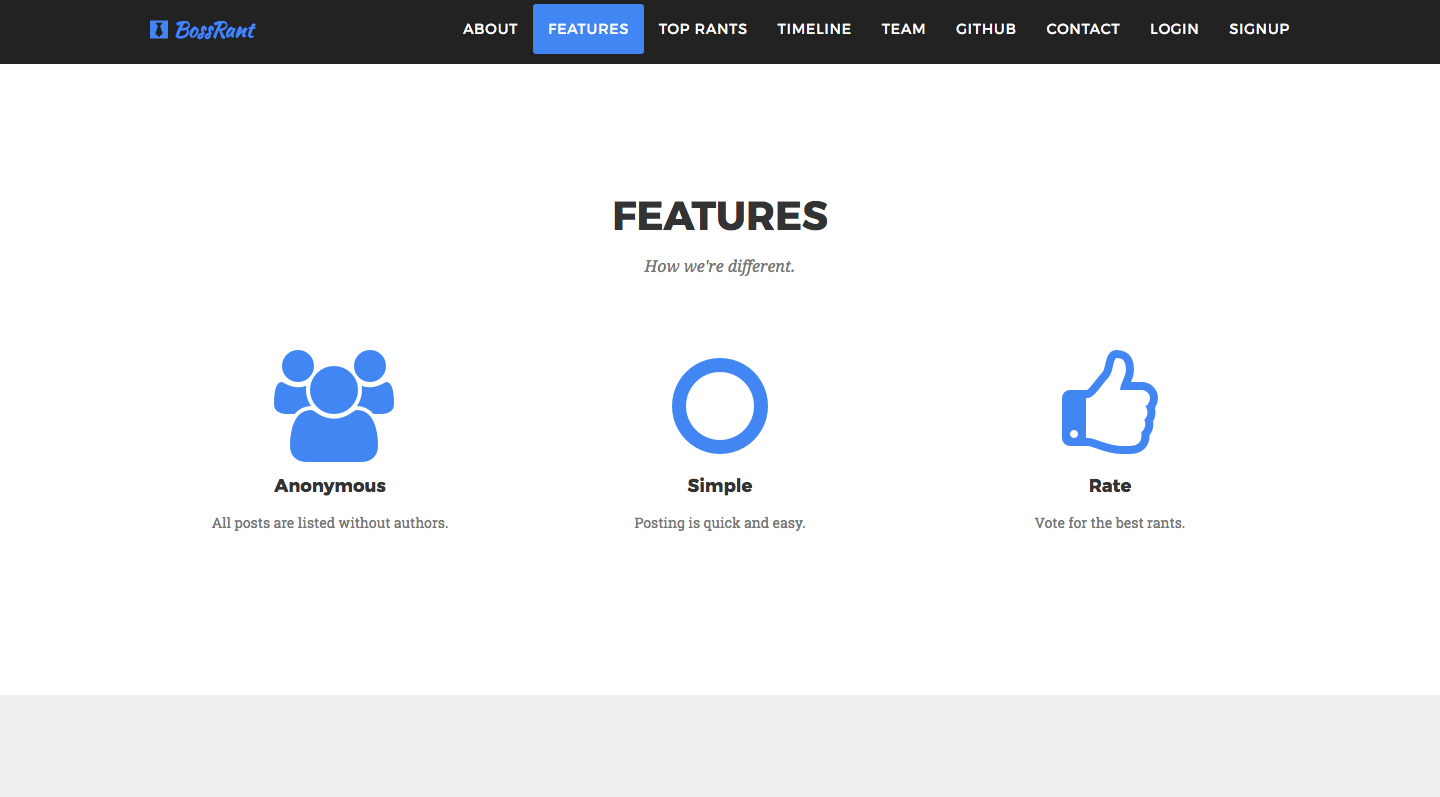 BossRant ABOUT FEATURES TOP RANTS TIMELINE TEAM GITHUB CONTACT LOGIN SIGNUP
FEATURES
How we're different.
Anonymous Simple Rate
All posts are listed without authors. Posting is quick and easy. Vote for the best rants.